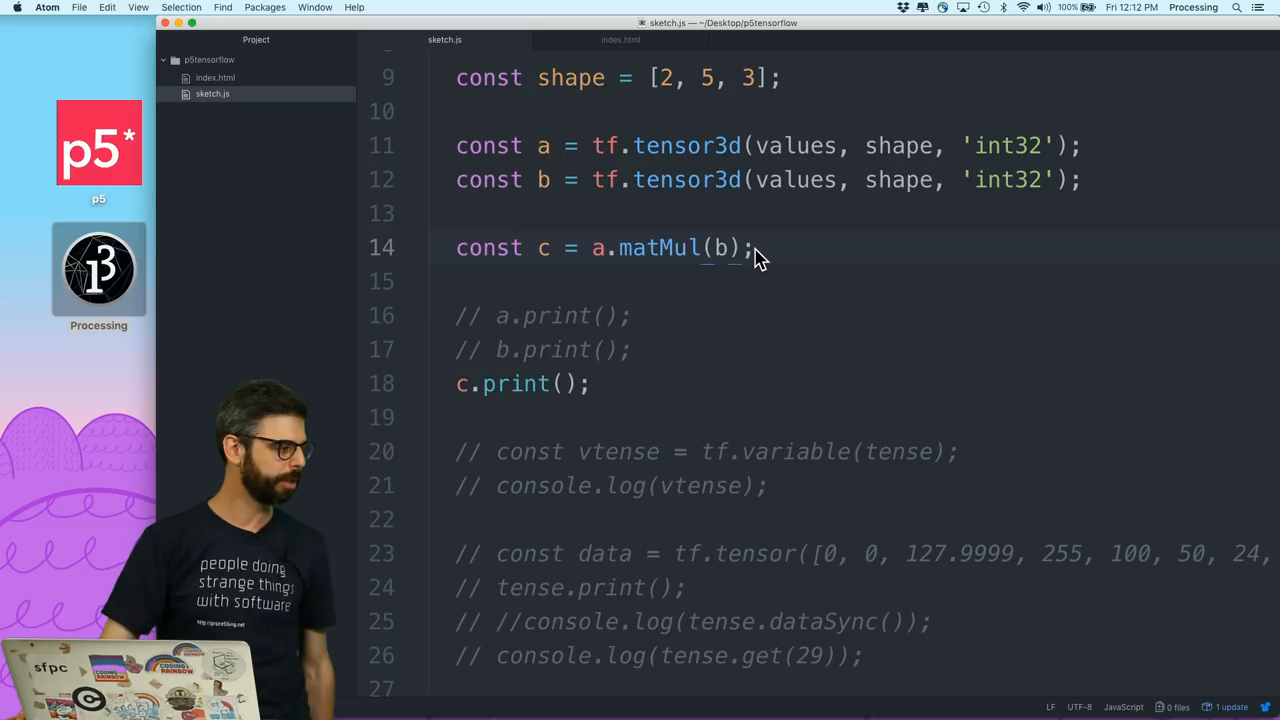 Atom File Edit View Selection Find Packages Window Help
100% Fri 12:12 PM Processing
sketch.js — ~/Desktop/p5tensorflow
Project
sketch.js
index.html
p5tensorflow
index.html
sketch.js
9 const shape = [2, 5, 3];
10
11 const a = tf.tensor3d(values, shape, 'int32');
12 const b = tf.tensor3d(values, shape, 'int32');
13
14 const c = a.matMul(b);
15
16 // a.print();
17 // b.print();
18 c.print();
19
20 // const vtense = tf.variable(tense);
21 // console.log(vtense);
22
23 // const data = tf.tensor([0, 0, 127.9999, 255, 100, 50, 24,
24 // tense.print();
25 // //console.log(tense.dataSync());
26 // console.log(tense.get(29));
27
p5*
p5
Processing
people doing
strange things
with software
http://processing.net
sfpc
LF UTF-8 JavaScript 0 files 1 update